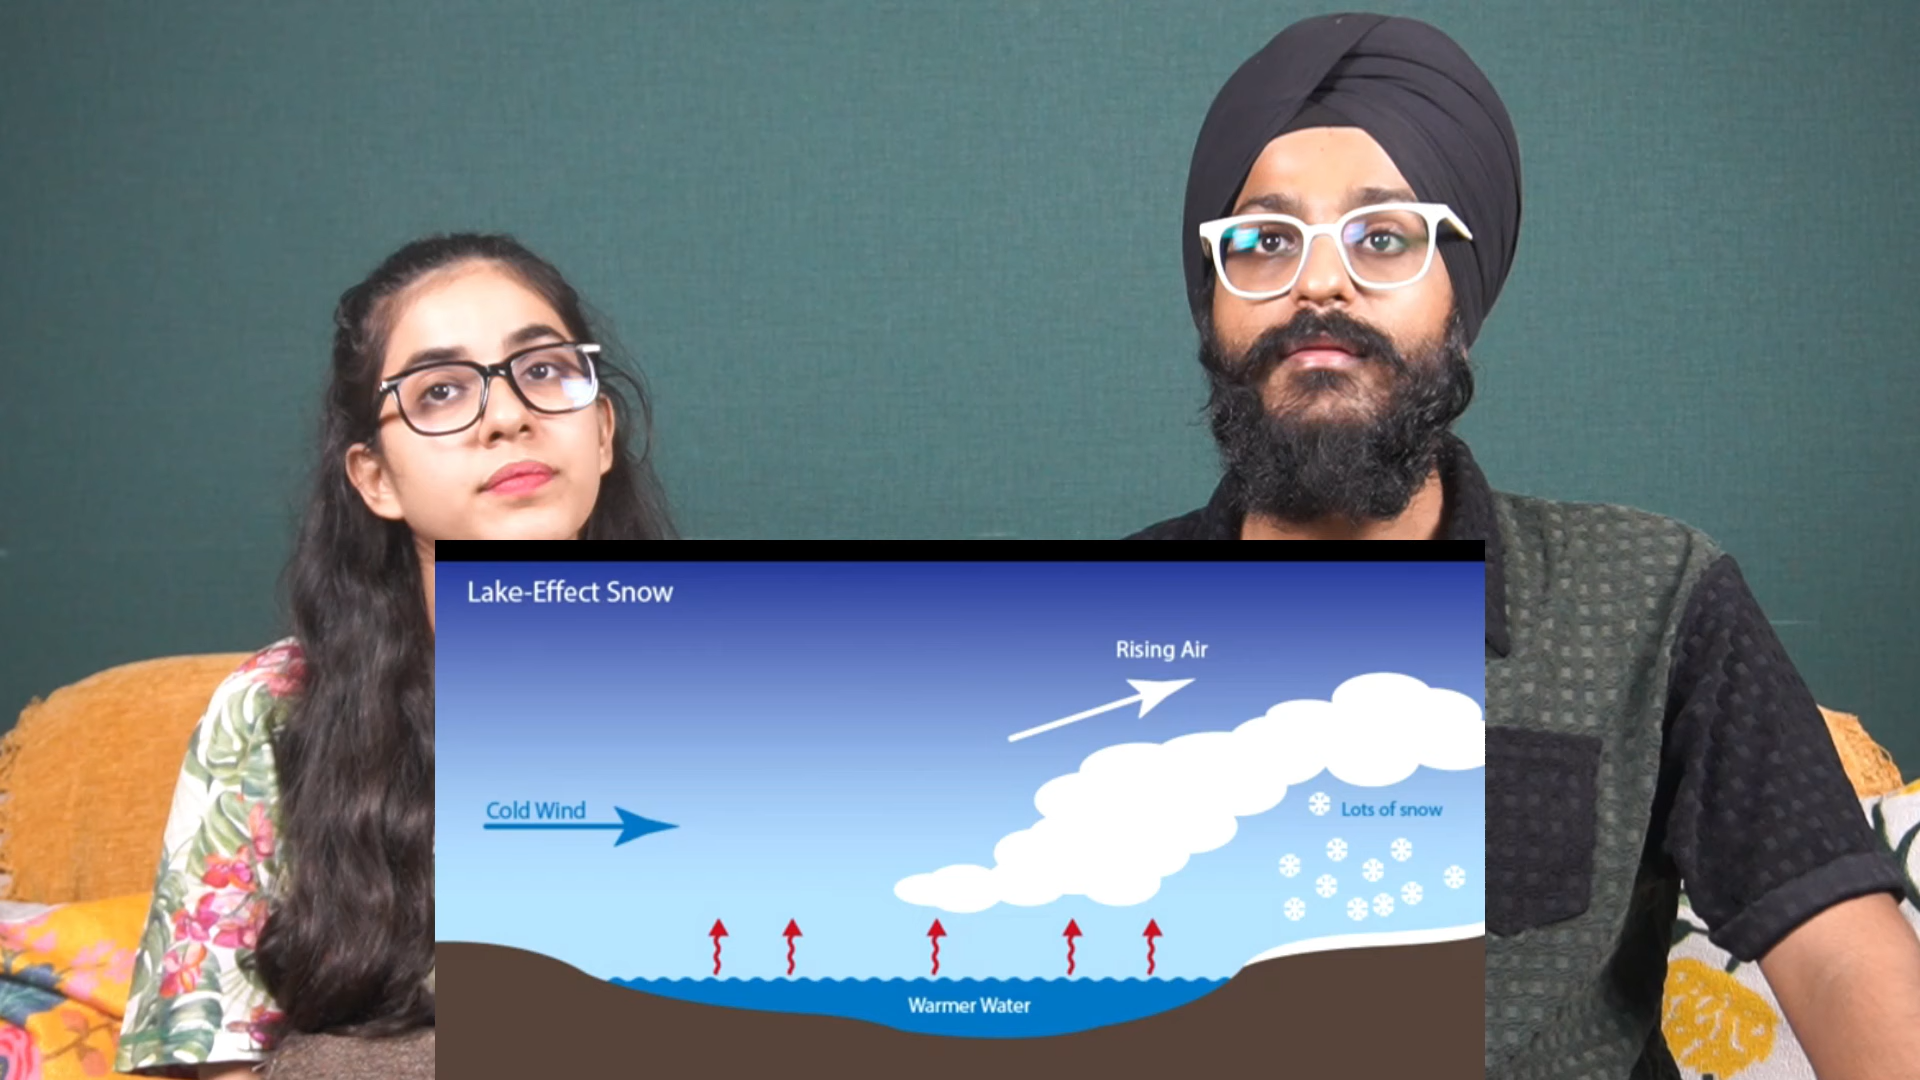 Lake-Effect Snow
Rising Air
Cold Wind
Lots of snow
Warmer Water